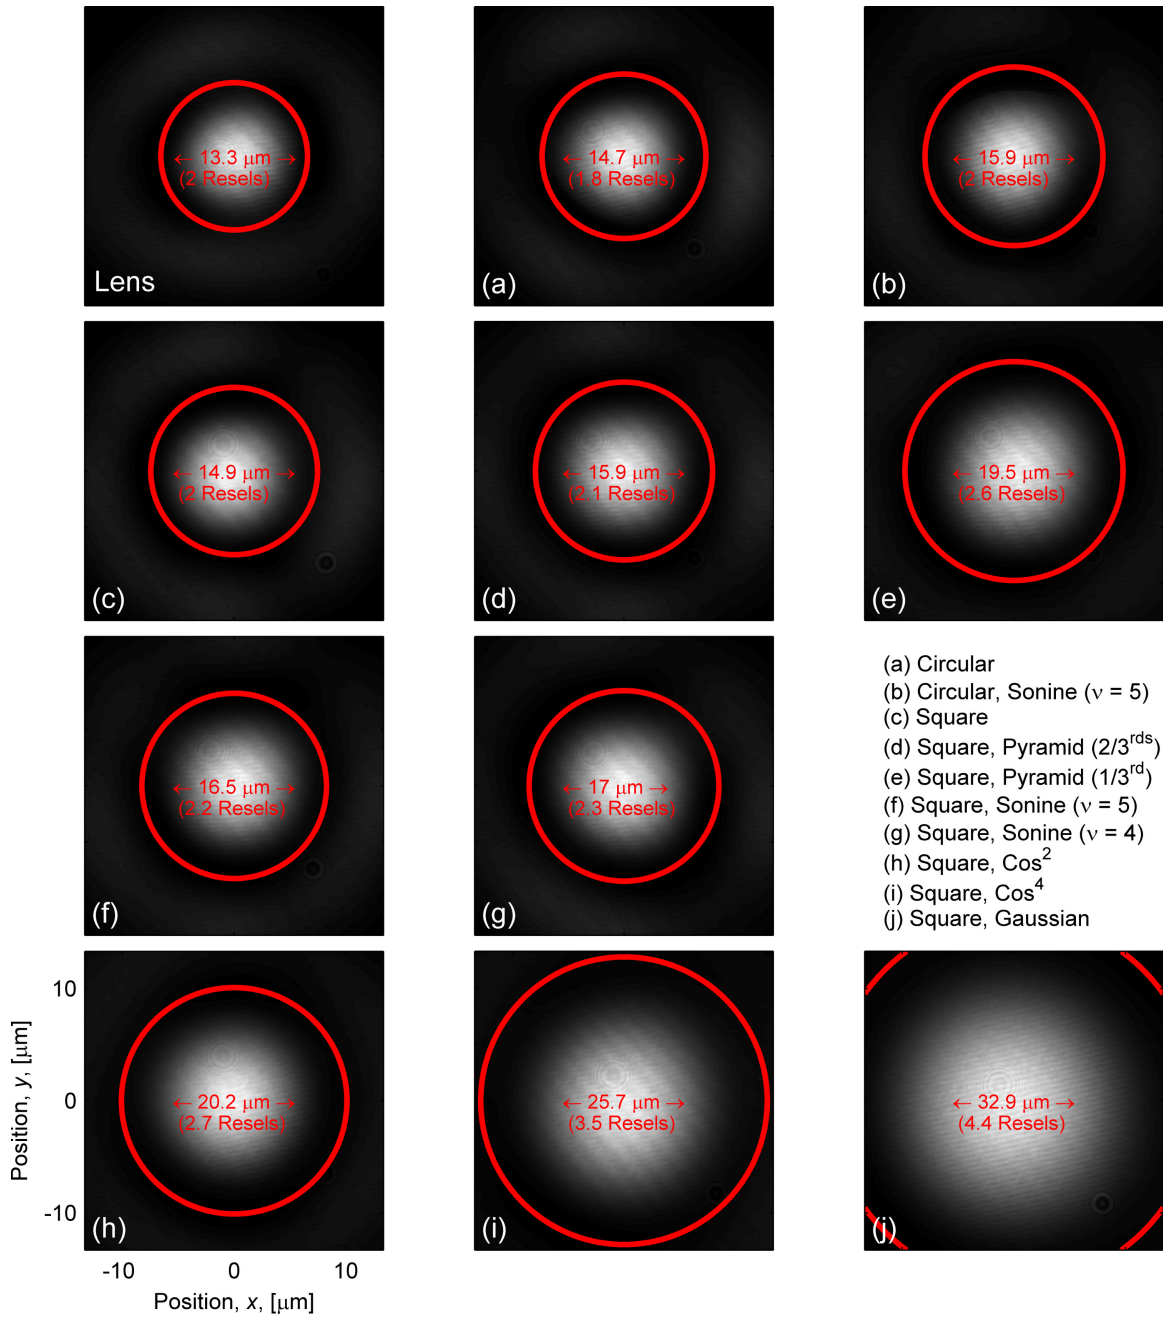 ← 13.3 μm →
(2 Resels)
Lens
← 14.7 μm →
(1.8 Resels)
(a)
← 15.9 μm →
(2 Resels)
(b)
← 14.9 μm →
(2 Resels)
(c)
← 15.9 μm →
(2.1 Resels)
(d)
← 19.5 μm →
(2.6 Resels)
(e)
← 16.5 μm →
(2.2 Resels)
(f)
← 17 μm →
(2.3 Resels)
(g)
(a) Circular
(b) Circular, Sonine (ν = 5)
(c) Square
(d) Square, Pyramid (2/3rds)
(e) Square, Pyramid (1/3rd)
(f) Square, Sonine (ν = 5)
(g) Square, Sonine (ν = 4)
(h) Square, Cos2
(i) Square, Cos4
(j) Square, Gaussian
Position, y, [μm]
10
0
-10
← 20.2 μm →
(2.7 Resels)
(h)
-10 0 10
Position, x, [μm]
← 25.7 μm →
(3.5 Resels)
(i)
← 32.9 μm →
(4.4 Resels)
(j)